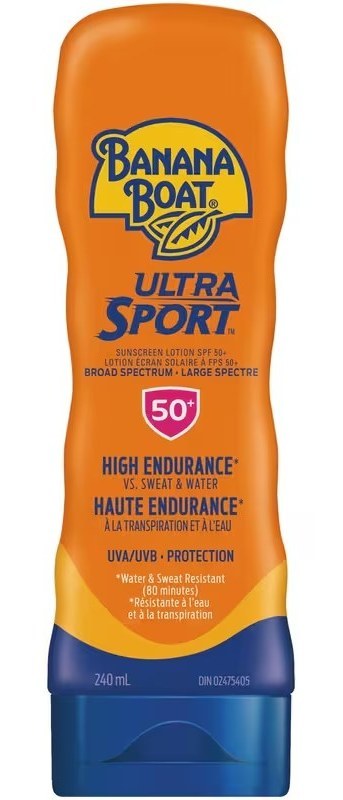 BANANA
BOAT®
ULTRA
SPORT™
SUNSCREEN LOTION SPF 50+
LOTION ÉCRAN SOLAIRE À FPS 50+
BROAD SPECTRUM • LARGE SPECTRE
50+
HIGH ENDURANCE*
VS. SWEAT & WATER
HAUTE ENDURANCE*
À LA TRANSPIRATION ET À L'EAU
UVA/UVB • PROTECTION
*Water & Sweat Resistant
(80 minutes)
*Résistante à l'eau
et à la transpiration
240 mL DIN 02475405